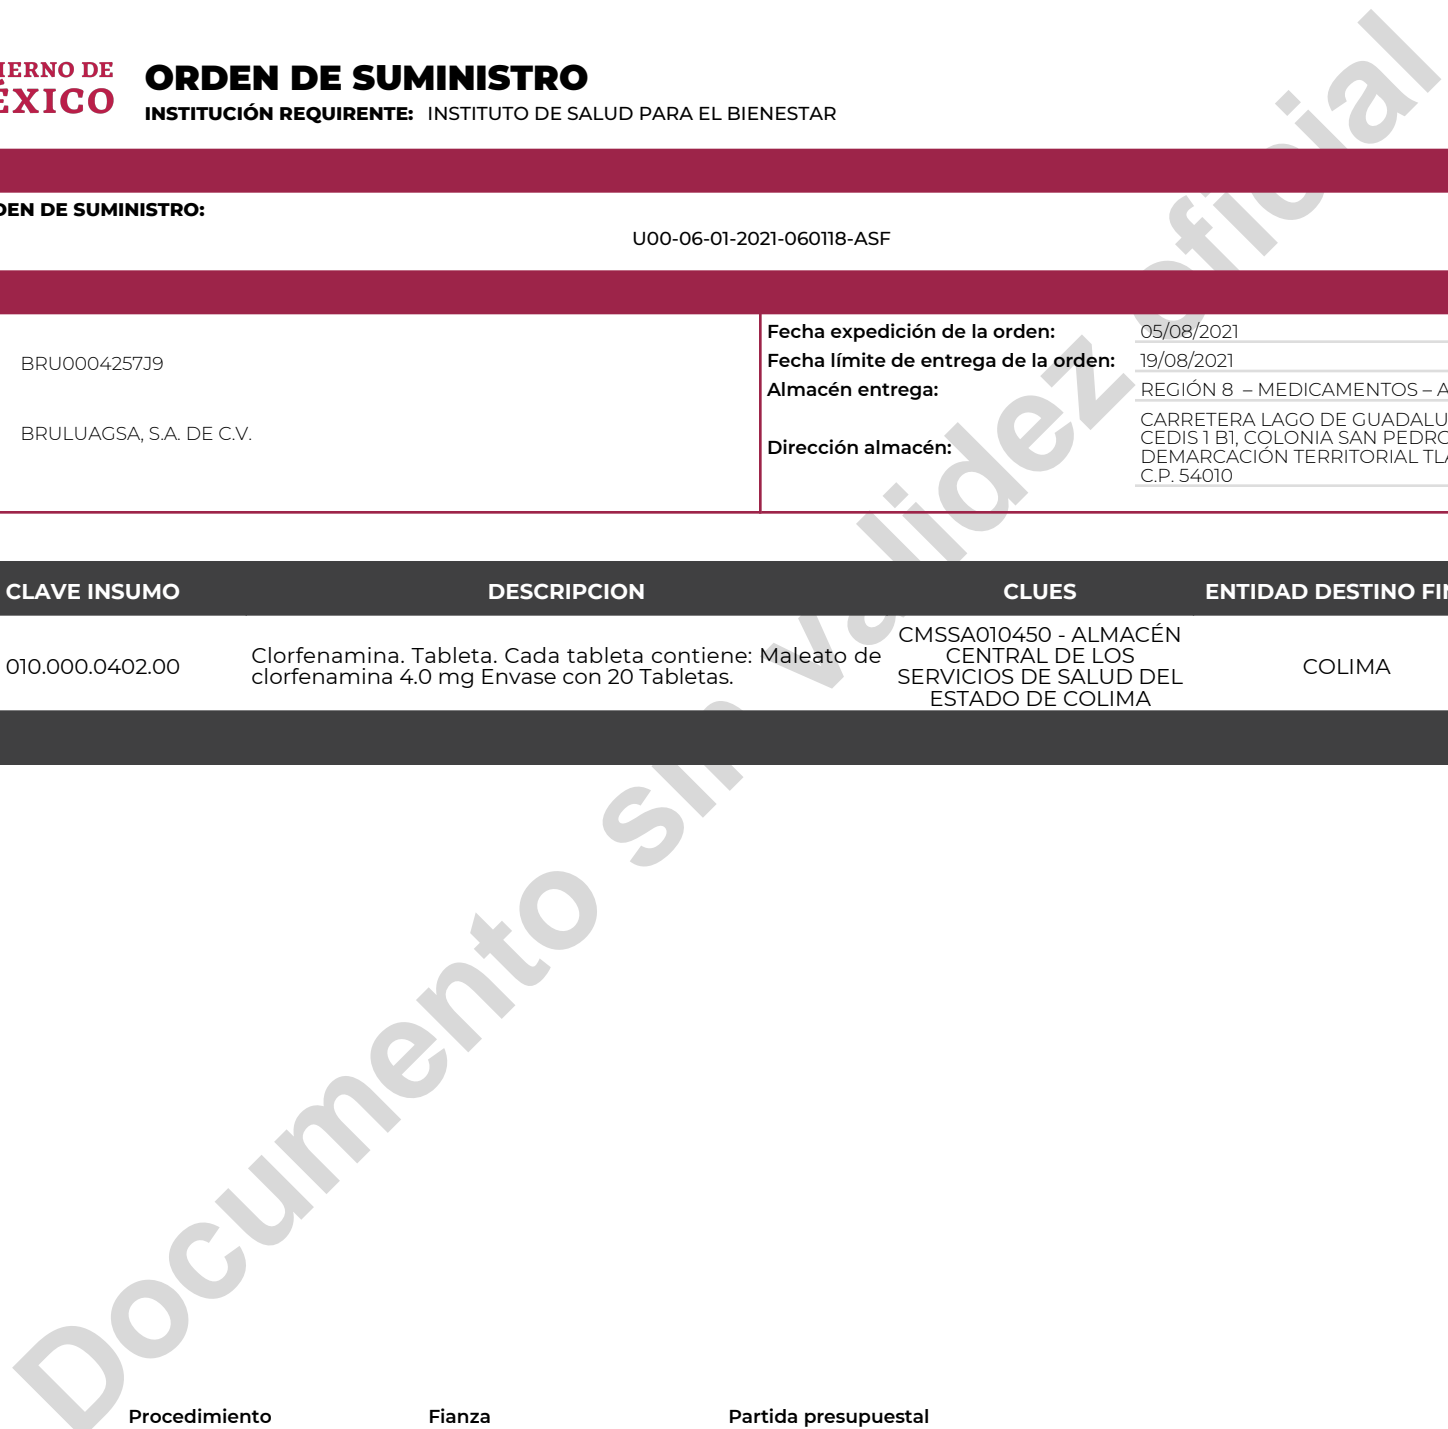 IERNO DE
ÉXICO
ORDEN DE SUMINISTRO
INSTITUCIÓN REQUIRENTE: INSTITUTO DE SALUD PARA EL BIENESTAR
DEN DE SUMINISTRO:
U00-06-01-2021-060118-ASF
BRU0004257J9
BRULUAGSA, S.A. DE C.V.
Fecha expedición de la orden: 05/08/2021
Fecha límite de entrega de la orden: 19/08/2021
Almacén entrega: REGIÓN 8 – MEDICAMENTOS – A
Dirección almacén: CARRETERA LAGO DE GUADALU
CEDIS 1 B1, COLONIA SAN PEDRO
DEMARCACIÓN TERRITORIAL TLA
C.P. 54010
CLAVE INSUMO DESCRIPCION CLUES ENTIDAD DESTINO FIN
010.000.0402.00
Clorfenamina. Tableta. Cada tableta contiene: Maleato de
clorfenamina 4.0 mg Envase con 20 Tabletas.
CMSSA010450 - ALMACÉN
CENTRAL DE LOS
SERVICIOS DE SALUD DEL
ESTADO DE COLIMA
COLIMA
Documento sin validez oficial
Procedimiento Fianza Partida presupuestal